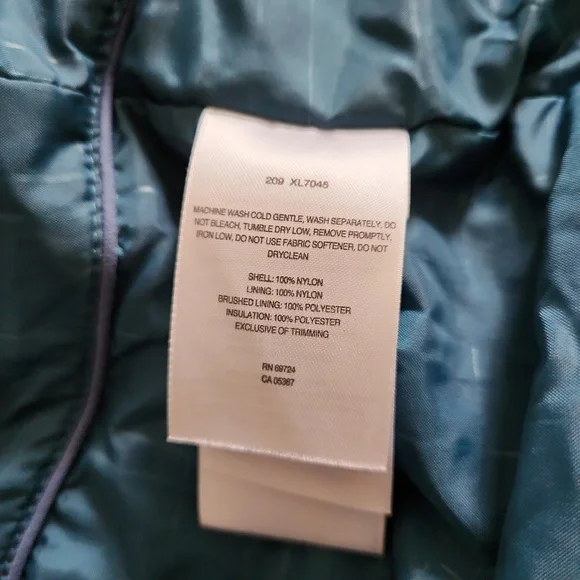 209 XL7046
MACHINE WASH COLD GENTLE, WASH SEPARATELY, DO
NOT BLEACH, TUMBLE DRY LOW, REMOVE PROMPTLY,
IRON LOW, DO NOT USE FABRIC SOFTENER, DO NOT
DRYCLEAN
SHELL: 100% NYLON
LINING: 100% NYLON
BRUSHED LINING: 100% POLYESTER
INSULATION: 100% POLYESTER
EXCLUSIVE OF TRIMMING
RN 69724
CA 05367